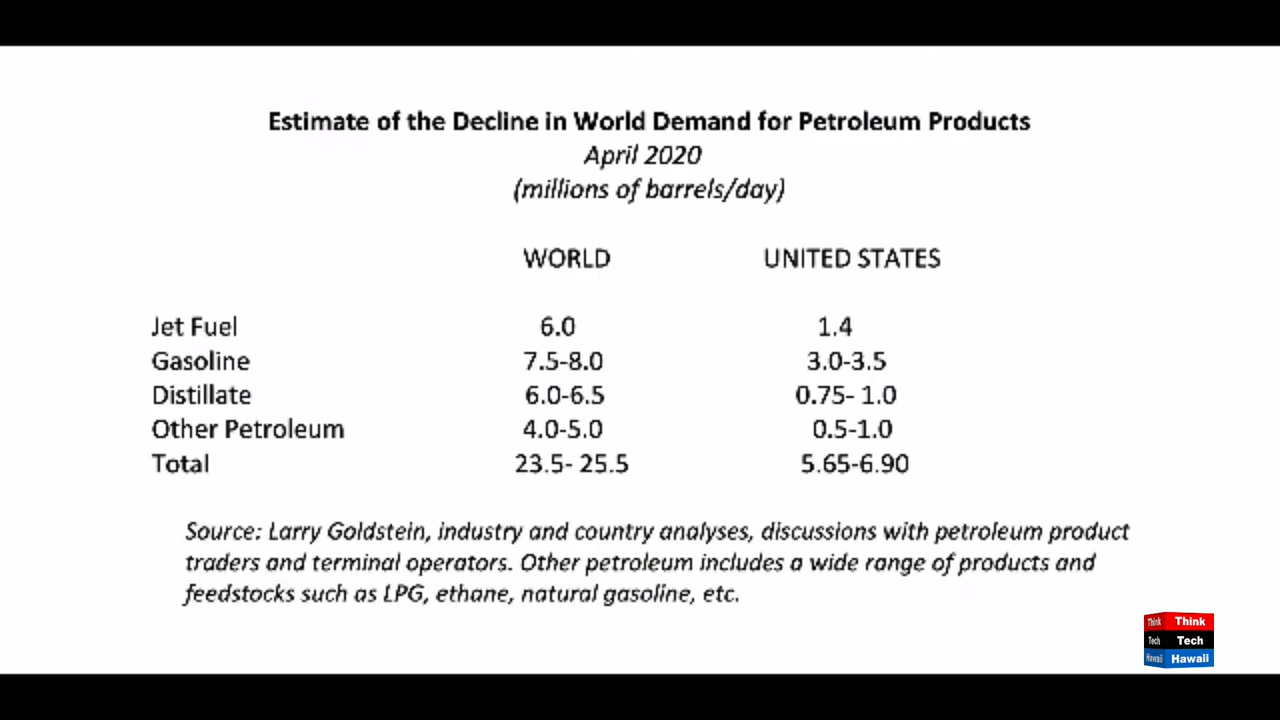 Estimate of the Decline in World Demand for Petroleum Products
April 2020
(millions of barrels/day)
WORLD UNITED STATES
Jet Fuel 6.0 1.4
Gasoline 7.5-8.0 3.0-3.5
Distillate 6.0-6.5 0.75- 1.0
Other Petroleum 4.0-5.0 0.5-1.0
Total 23.5- 25.5 5.65-6.90
Source: Larry Goldstein, industry and country analyses, discussions with petroleum product
traders and terminal operators. Other petroleum includes a wide range of products and
feedstocks such as LPG, ethane, natural gasoline, etc.
Think Think
Tech Tech
Hawaii Hawaii